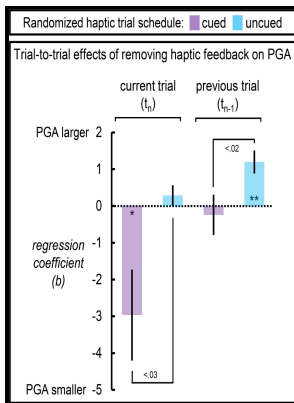 Randomized haptic trial schedule: cued uncued
Trial-to-trial effects of removing haptic feedback on PGA
current trial previous trial
(tn) (tn-1)
PGA larger 2
<.02
1
0
* **
-1
regression
coefficient
(b)
-2
-3
-4
<.03
PGA smaller -5